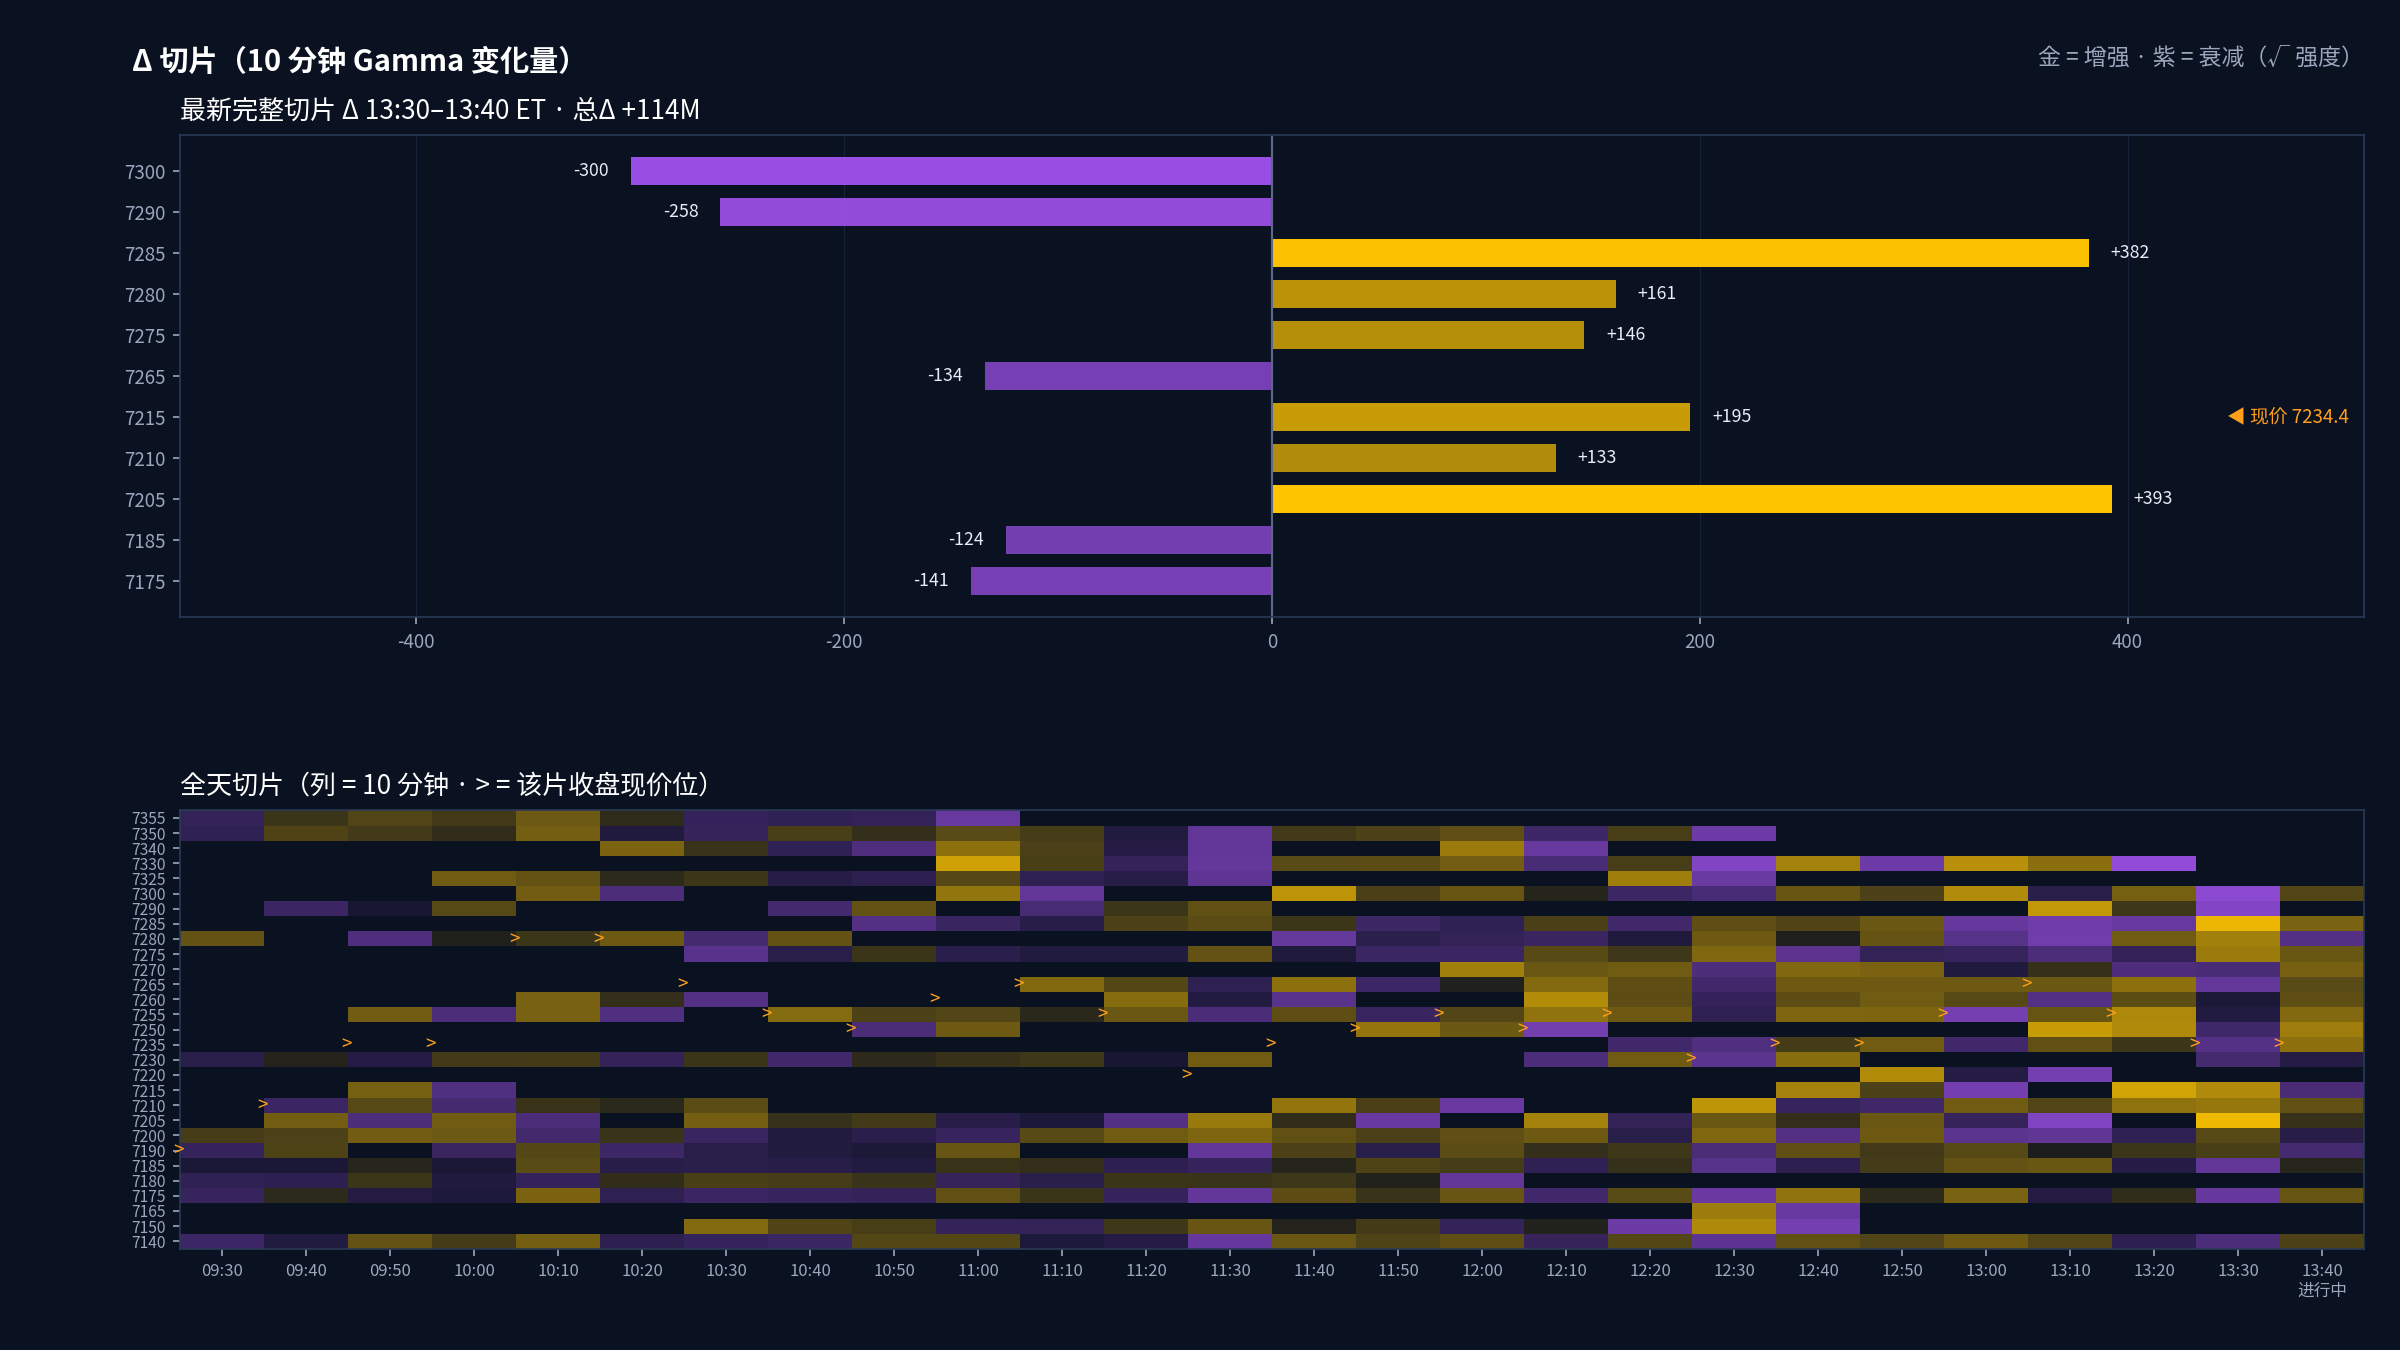 Δ 切片（10 分钟 Gamma 变化量）
金 = 增强 · 紫 = 衰减（√ 强度）
最新完整切片 Δ 13:30–13:40 ET · 总Δ +114M
7300 -300
7290 -258
7285 +382
7280 +161
7275 +146
7265 -134
7215 +195 ◀ 现价 7234.4
7210 +133
7205 +393
7185 -124
7175 -141
-400 -200 0 200 400
全天切片（列 = 10 分钟 · > = 该片收盘现价位）
7355
7350
7340
7330
7325
7300
7290
7285
7280 > >
7275
7270
7265 > > >
7260 >
7255 > > > > > >
7250 > > >
7235 > > > > > > >
7230 >
7220 >
7215
7210 >
7205
7200
7190 >
7185
7180
7175
7165
7150
7140
09:30 09:40 09:50 10:00 10:10 10:20 10:30 10:40 10:50 11:00 11:10 11:20 11:30 11:40 11:50 12:00 12:10 12:20 12:30 12:40 12:50 13:00 13:10 13:20 13:30 13:40
进行中